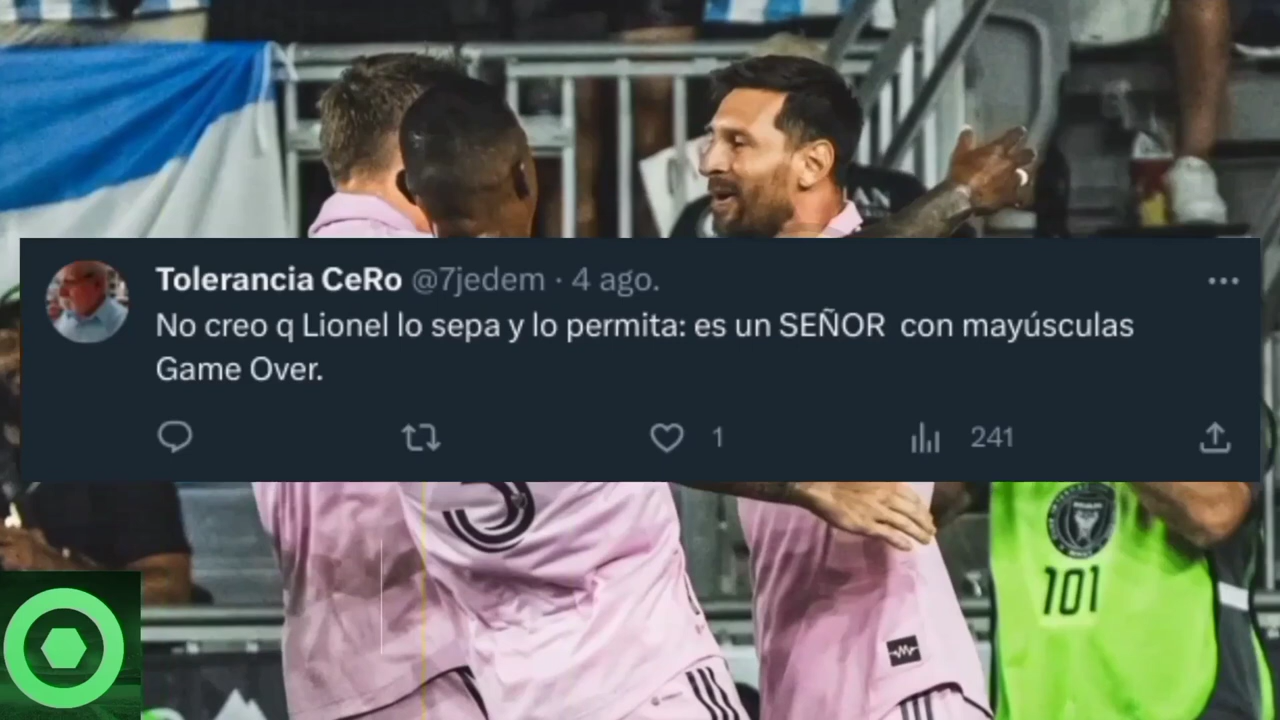 Tolerancia CeRo @7jedem · 4 ago.
No creo q Lionel lo sepa y lo permita: es un SEÑOR con mayúsculas
Game Over.
1
241
3
101